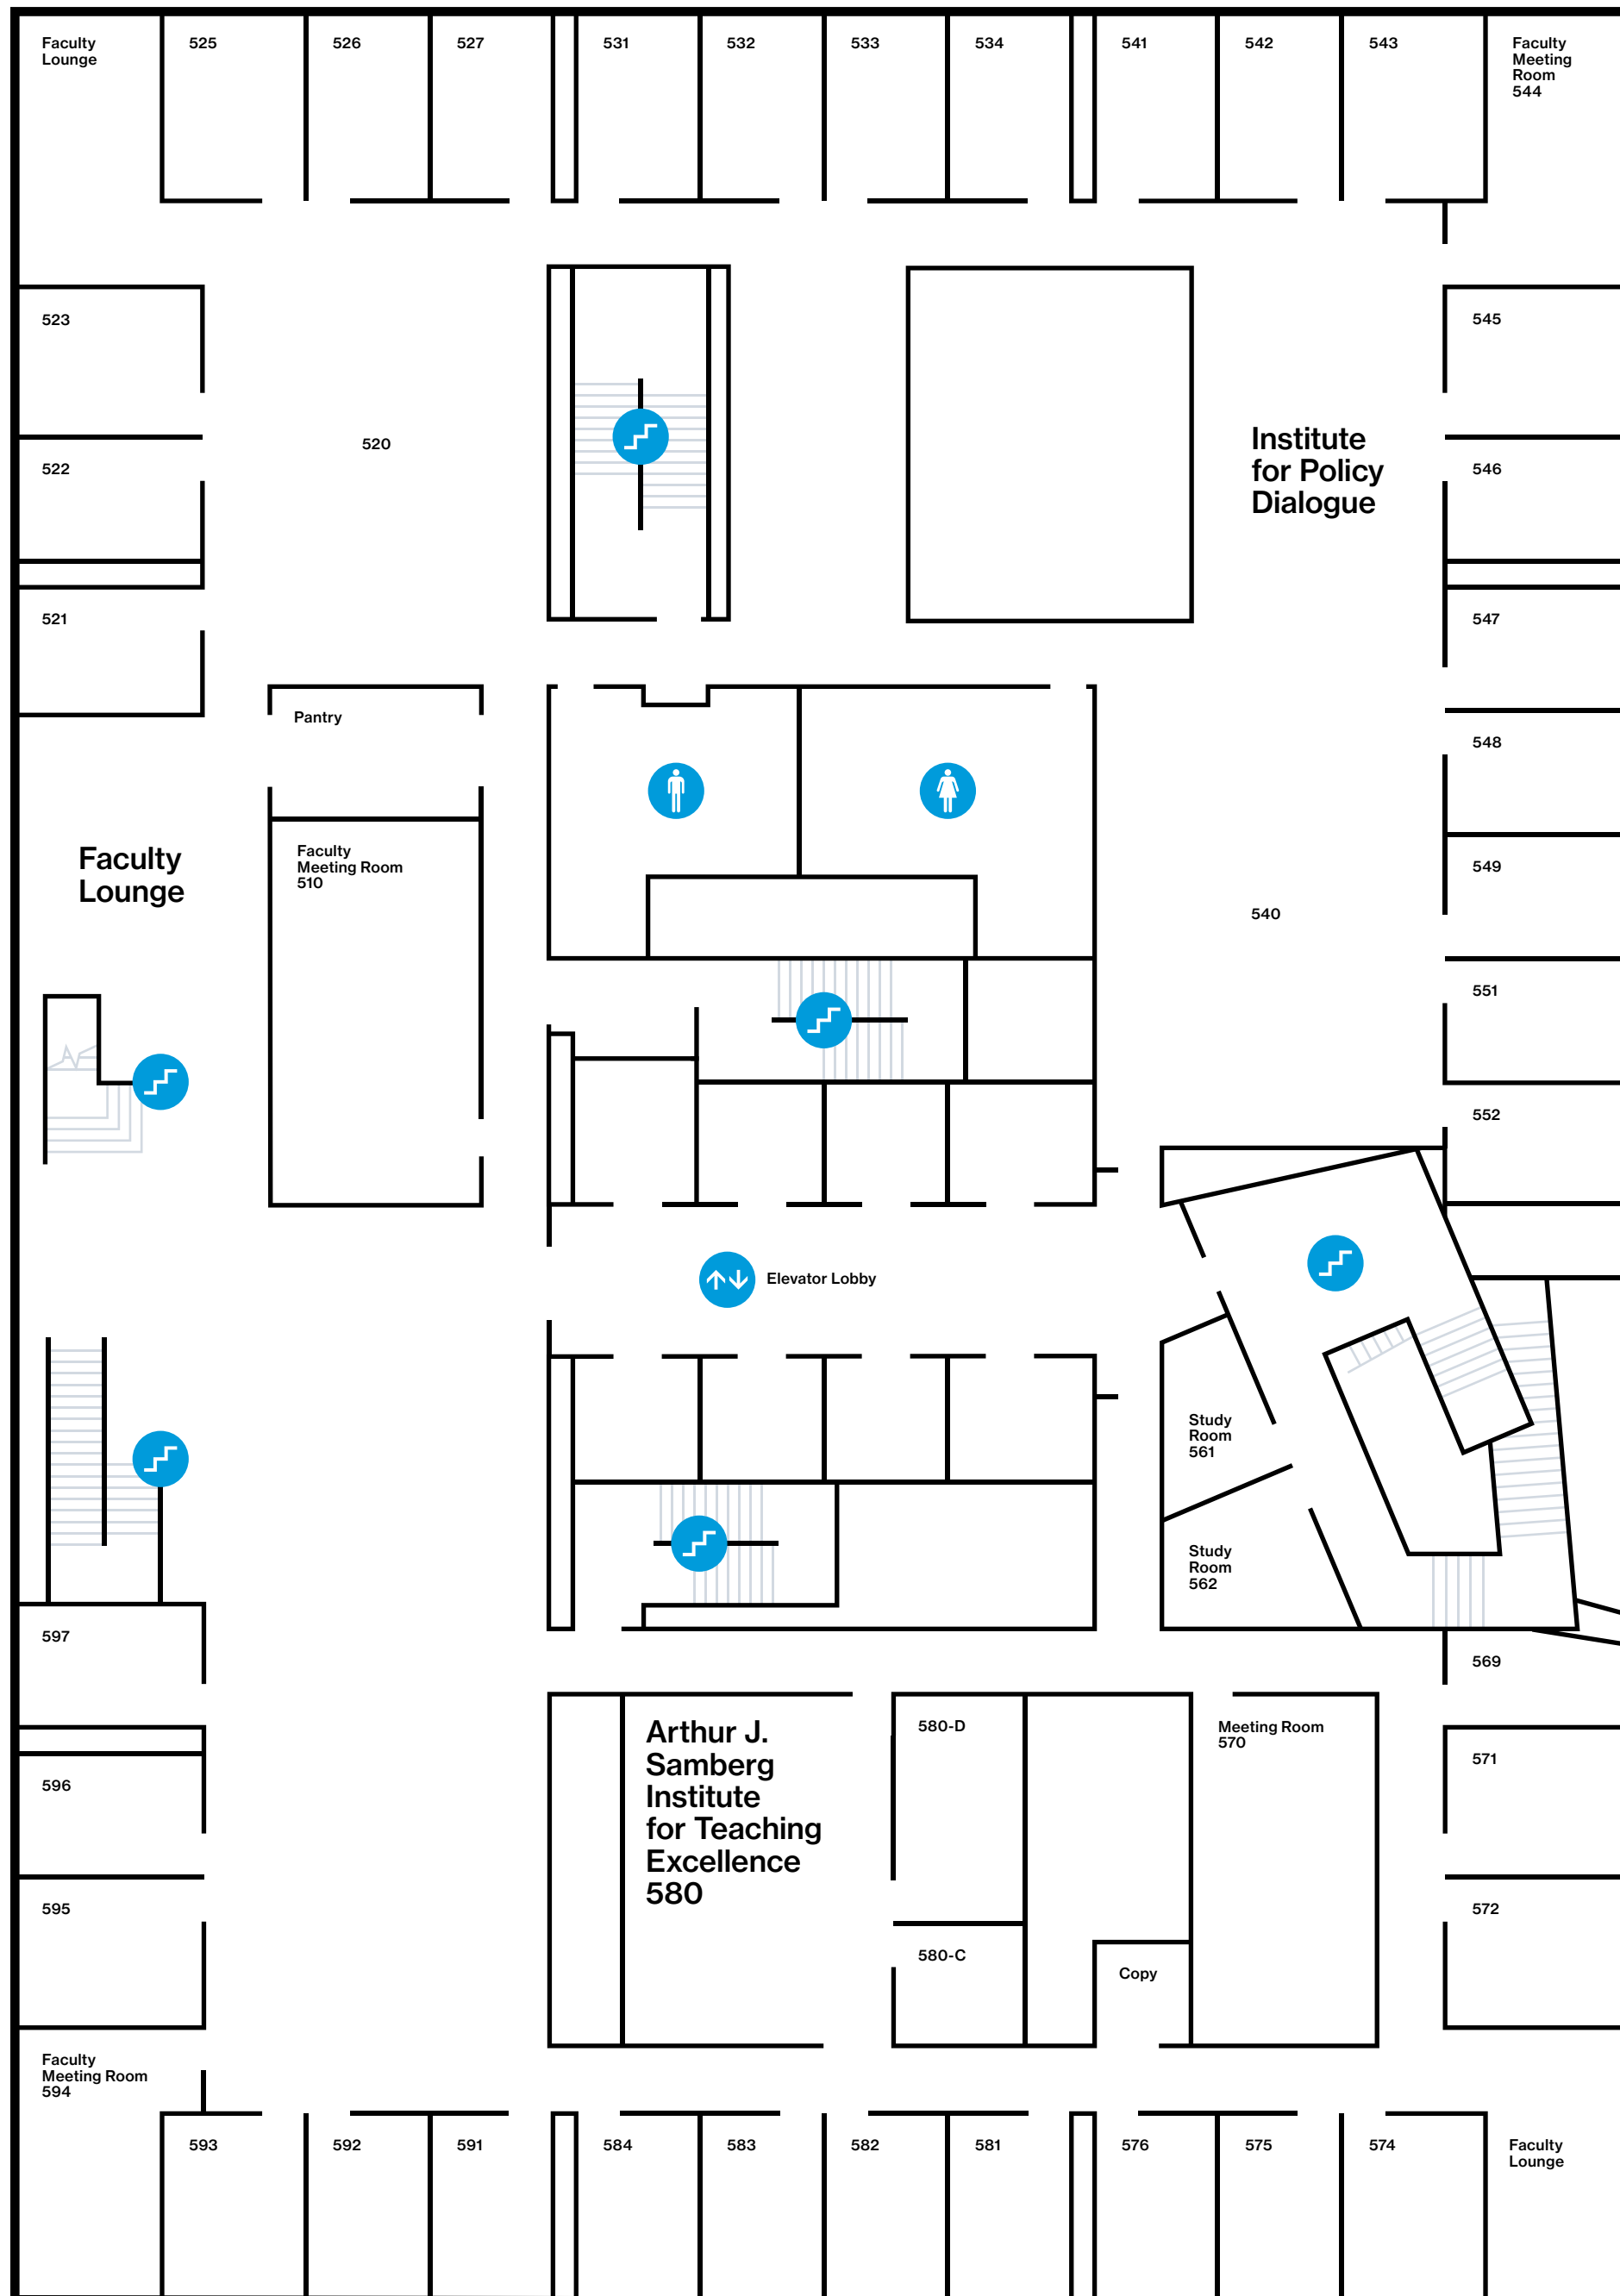 Faculty
Lounge
525
526
527
531
532
533
534
541
542
543
Faculty
Meeting
Room
544
523
545
520
Institute
for Policy
Dialogue
522
546
521
547
Pantry
548
Faculty
Lounge
Faculty
Meeting Room
510
549
540
551
552
Elevator Lobby
Study
Room
561
Study
Room
562
597
569
Arthur J.
Samberg
Institute
for Teaching
Excellence
580
580-D
Meeting Room
570
571
596
595
572
580-C
Copy
Faculty
Meeting Room
594
593
592
591
584
583
582
581
576
575
574
Faculty
Lounge